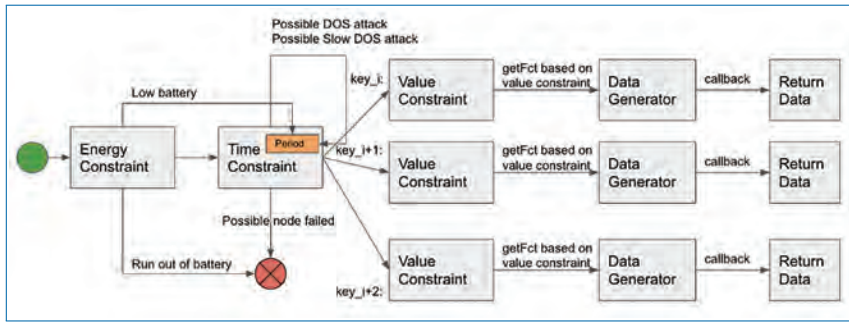 Possible DOS attack
Possible Slow DOS attack
Low battery
Energy
Constraint
Time
Constraint
Period
Possible node failed
Run out of battery
key_i:
Value
Constraint
getFct based on
value constraint
Data
Generator
callback
Return
Data
key_i+1:
Value
Constraint
getFct based on
value constraint
Data
Generator
callback
Return
Data
key_i+2:
Value
Constraint
getFct based on
value constraint
Data
Generator
callback
Return
Data